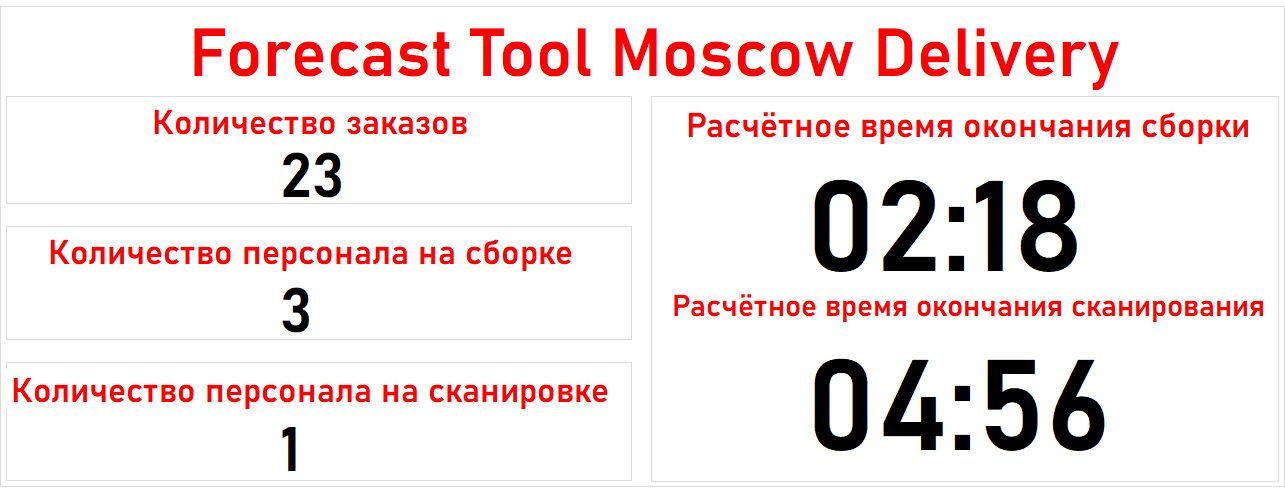 Forecast Tool Moscow Delivery
Количество заказов
23
Количество персонала на сборке
3
Количество персонала на сканировке
1
Расчётное время окончания сборки
02:18
Расчётное время окончания сканирования
04:56